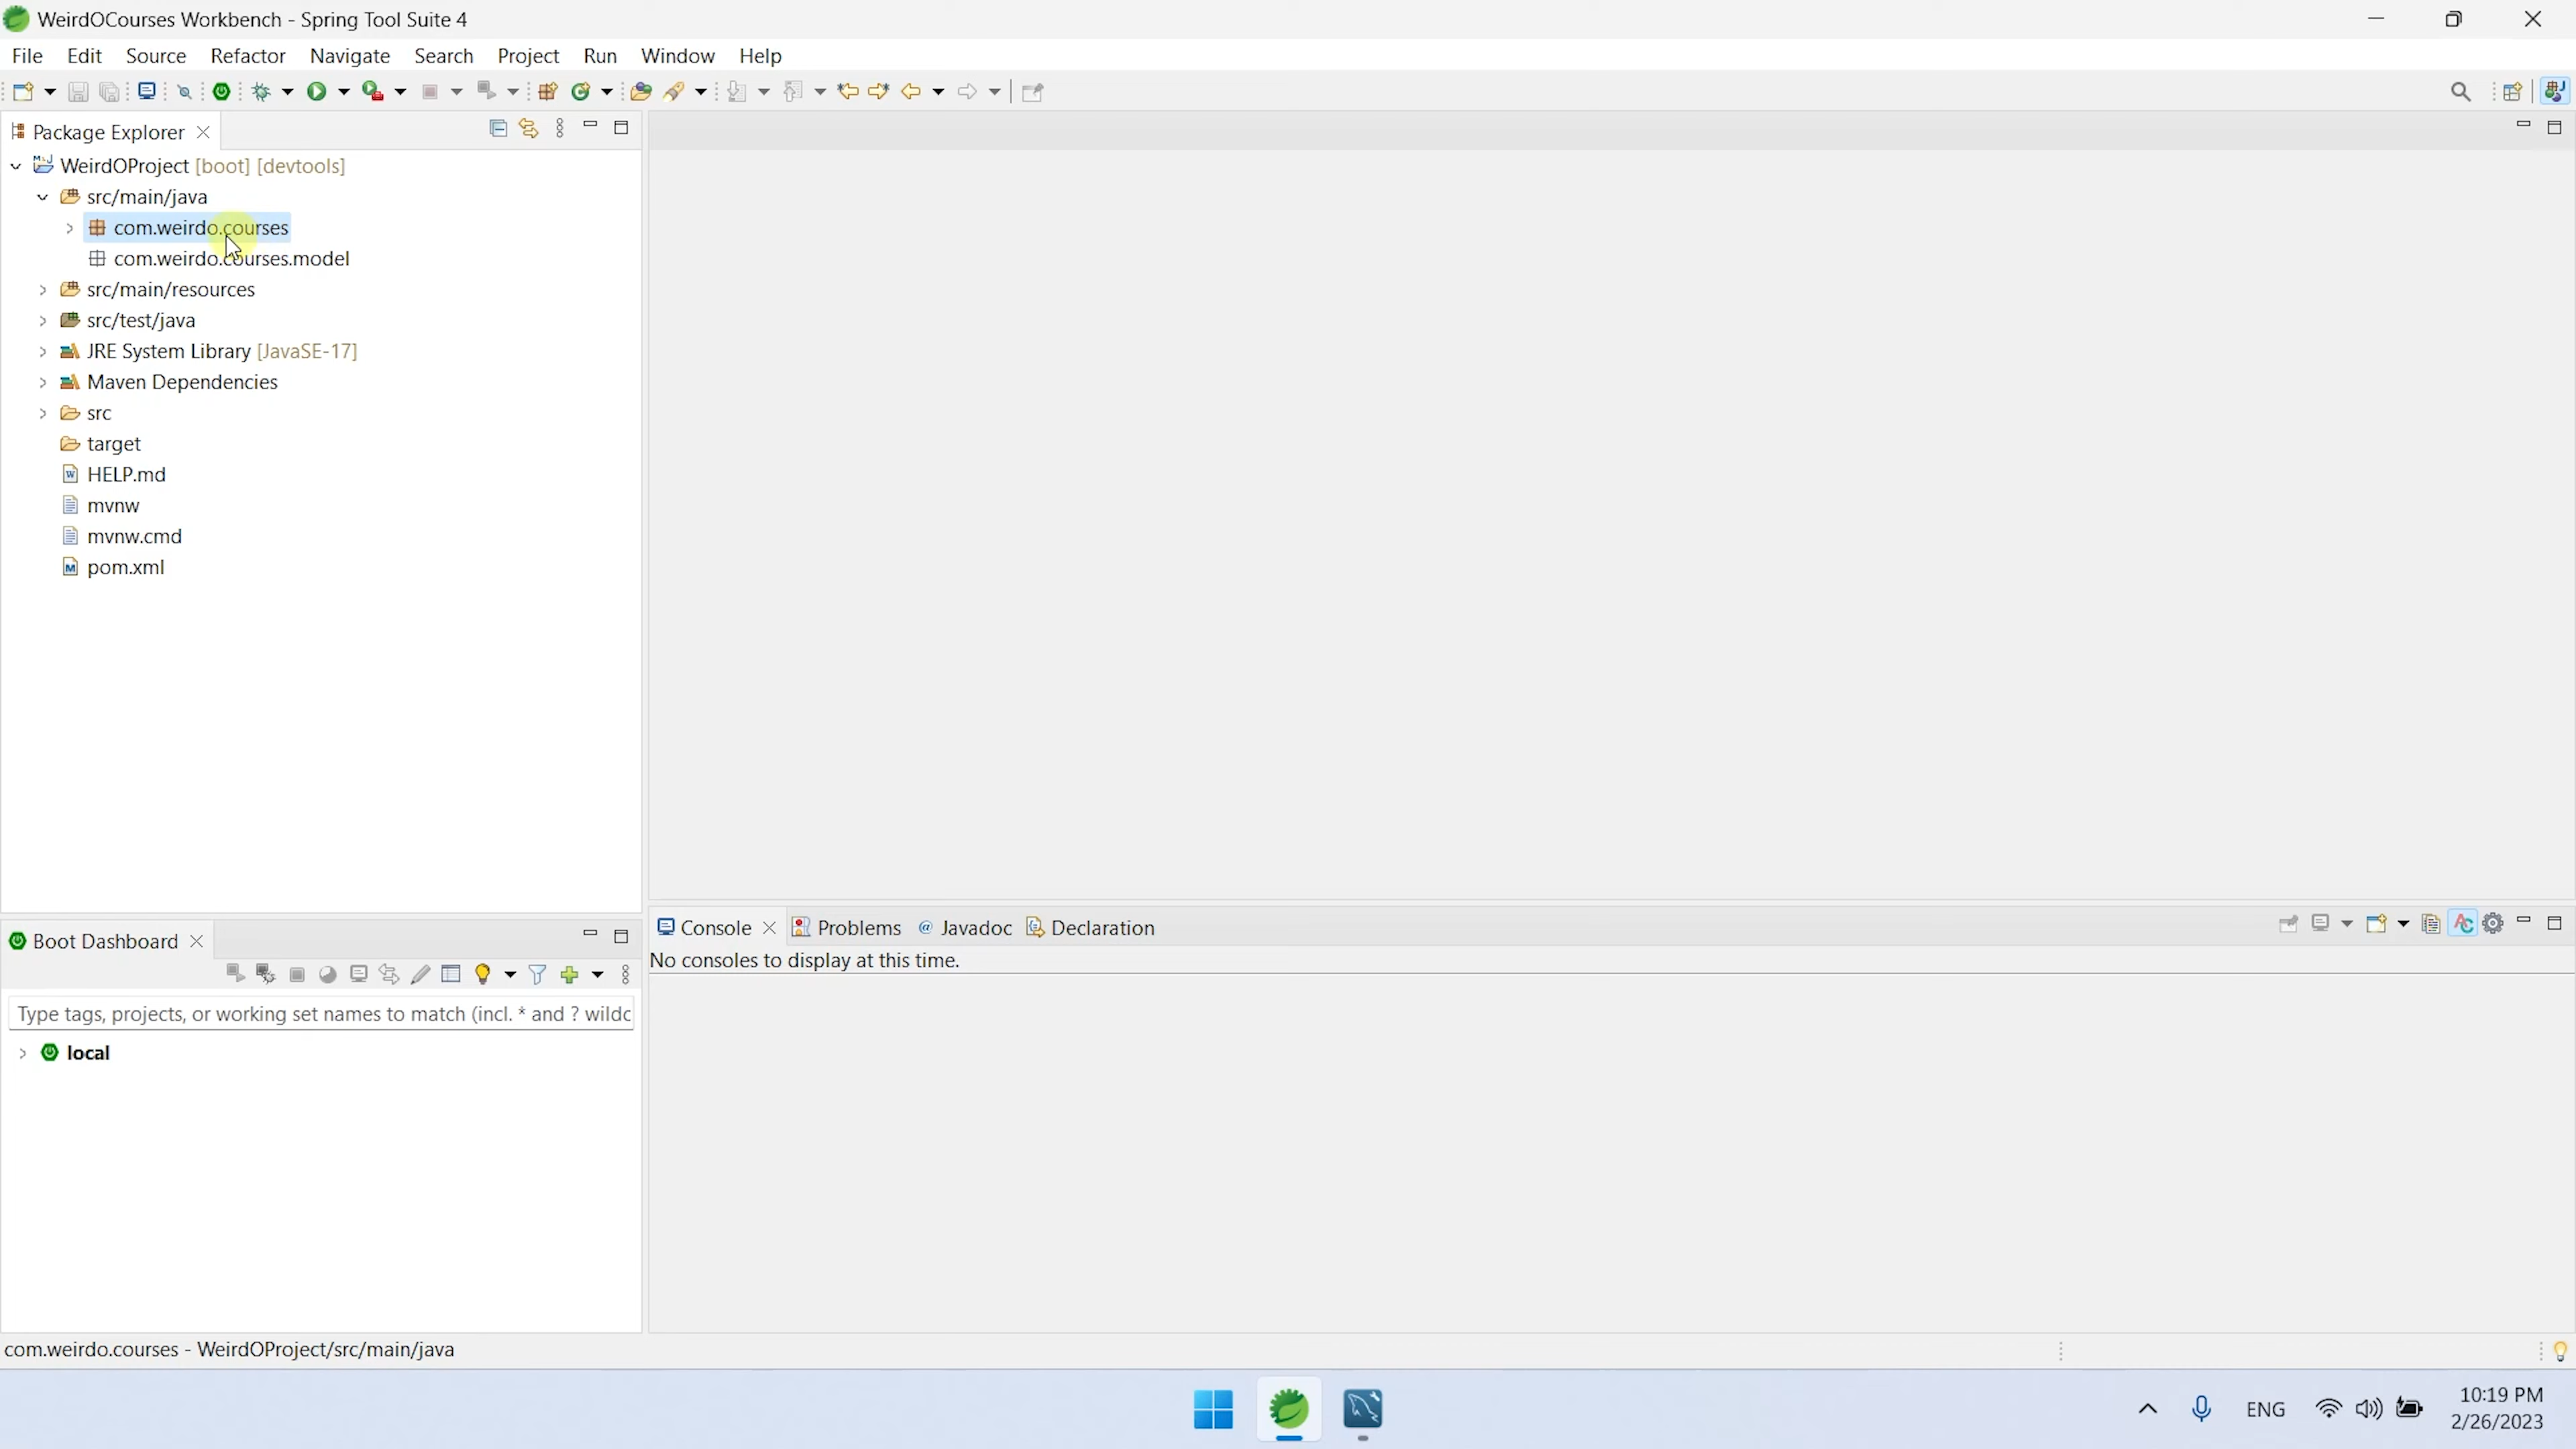 WeirdOCourses Workbench - Spring Tool Suite 4
File Edit Source Refactor Navigate Search Project Run Window Help
Package Explorer
WeirdOProject [boot] [devtools]
src/main/java
com.weirdo.courses
com.weirdo.courses.model
src/main/resources
src/test/java
JRE System Library [JavaSE-17]
Maven Dependencies
src
target
HELP.md
mvnw
mvnw.cmd
pom.xml
Boot Dashboard
Type tags, projects, or working set names to match (incl. * and ? wildc
local
Console Problems @ Javadoc Declaration
No consoles to display at this time.
com.weirdo.courses - WeirdOProject/src/main/java
ENG
10:19 PM
2/26/2023